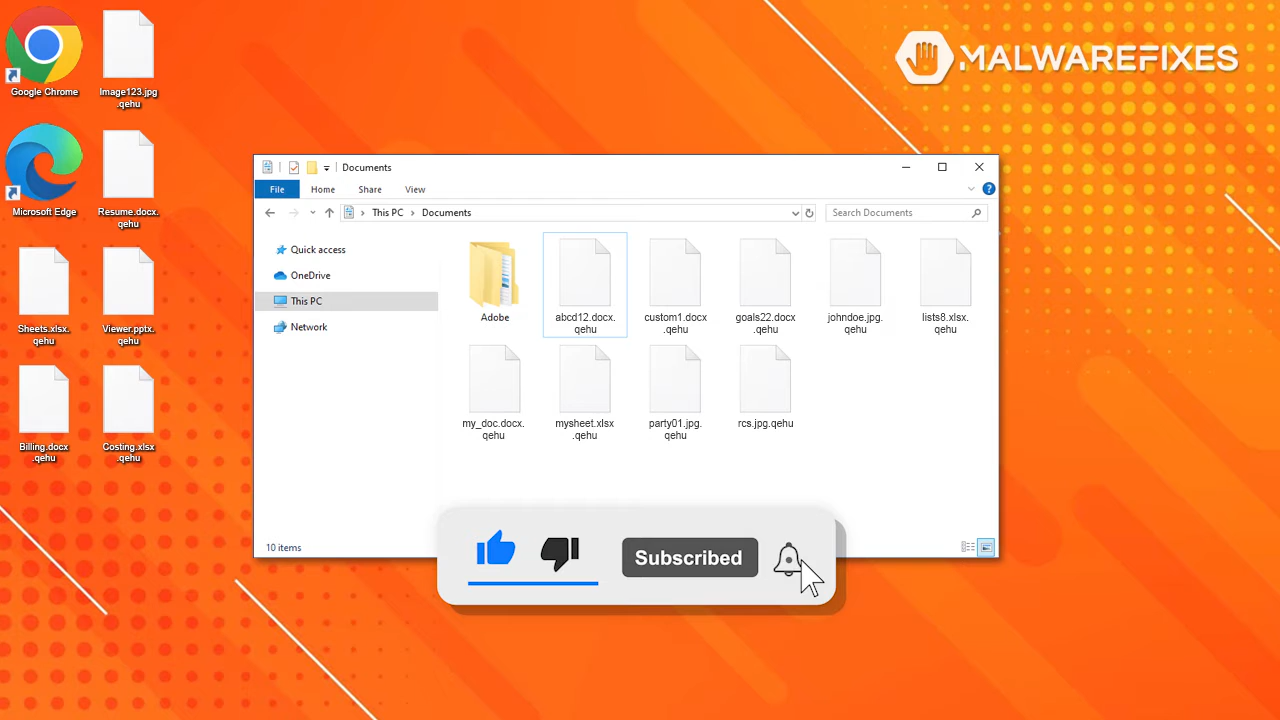 MALWAREFIXES
Google Chrome
Image123.jpg
.qehu
Microsoft Edge
Resume.docx.
qehu
Sheets.xlsx.
qehu
Viewer.pptx.
qehu
Billing.docx
.qehu
Costing.xlsx
.qehu
Documents
File Home Share View
?
This PC > Documents
Search Documents
Quick access
OneDrive
This PC
Network
Adobe
abcd12.docx.
qehu
custom1.docx
.qehu
goals22.docx
.qehu
johndoe.jpg.
qehu
lists8.xlsx.
qehu
my_doc.docx.
qehu
mysheet.xlsx
.qehu
party01.jpg.
qehu
rcs.jpg.qehu
10 items
Subscribed